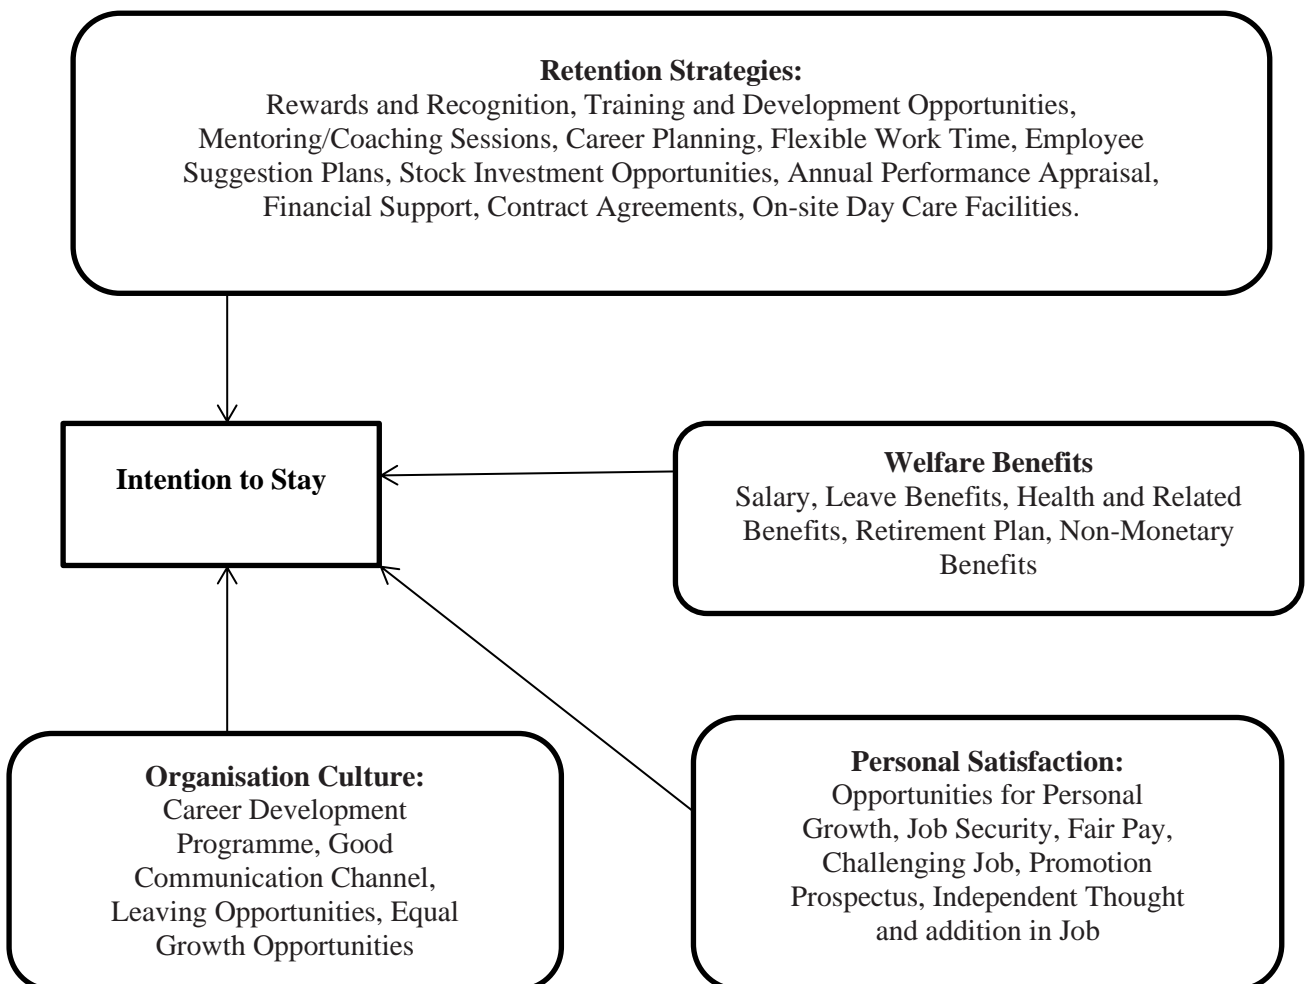 Retention Strategies:
Rewards and Recognition, Training and Development Opportunities,
Mentoring/Coaching Sessions, Career Planning, Flexible Work Time, Employee
Suggestion Plans, Stock Investment Opportunities, Annual Performance Appraisal,
Financial Support, Contract Agreements, On-site Day Care Facilities.
Intention to Stay
Welfare Benefits
Salary, Leave Benefits, Health and Related
Benefits, Retirement Plan, Non-Monetary
Benefits
Organisation Culture:
Career Development
Programme, Good
Communication Channel,
Leaving Opportunities, Equal
Growth Opportunities
Personal Satisfaction:
Opportunities for Personal
Growth, Job Security, Fair Pay,
Challenging Job, Promotion
Prospectus, Independent Thought
and addition in Job